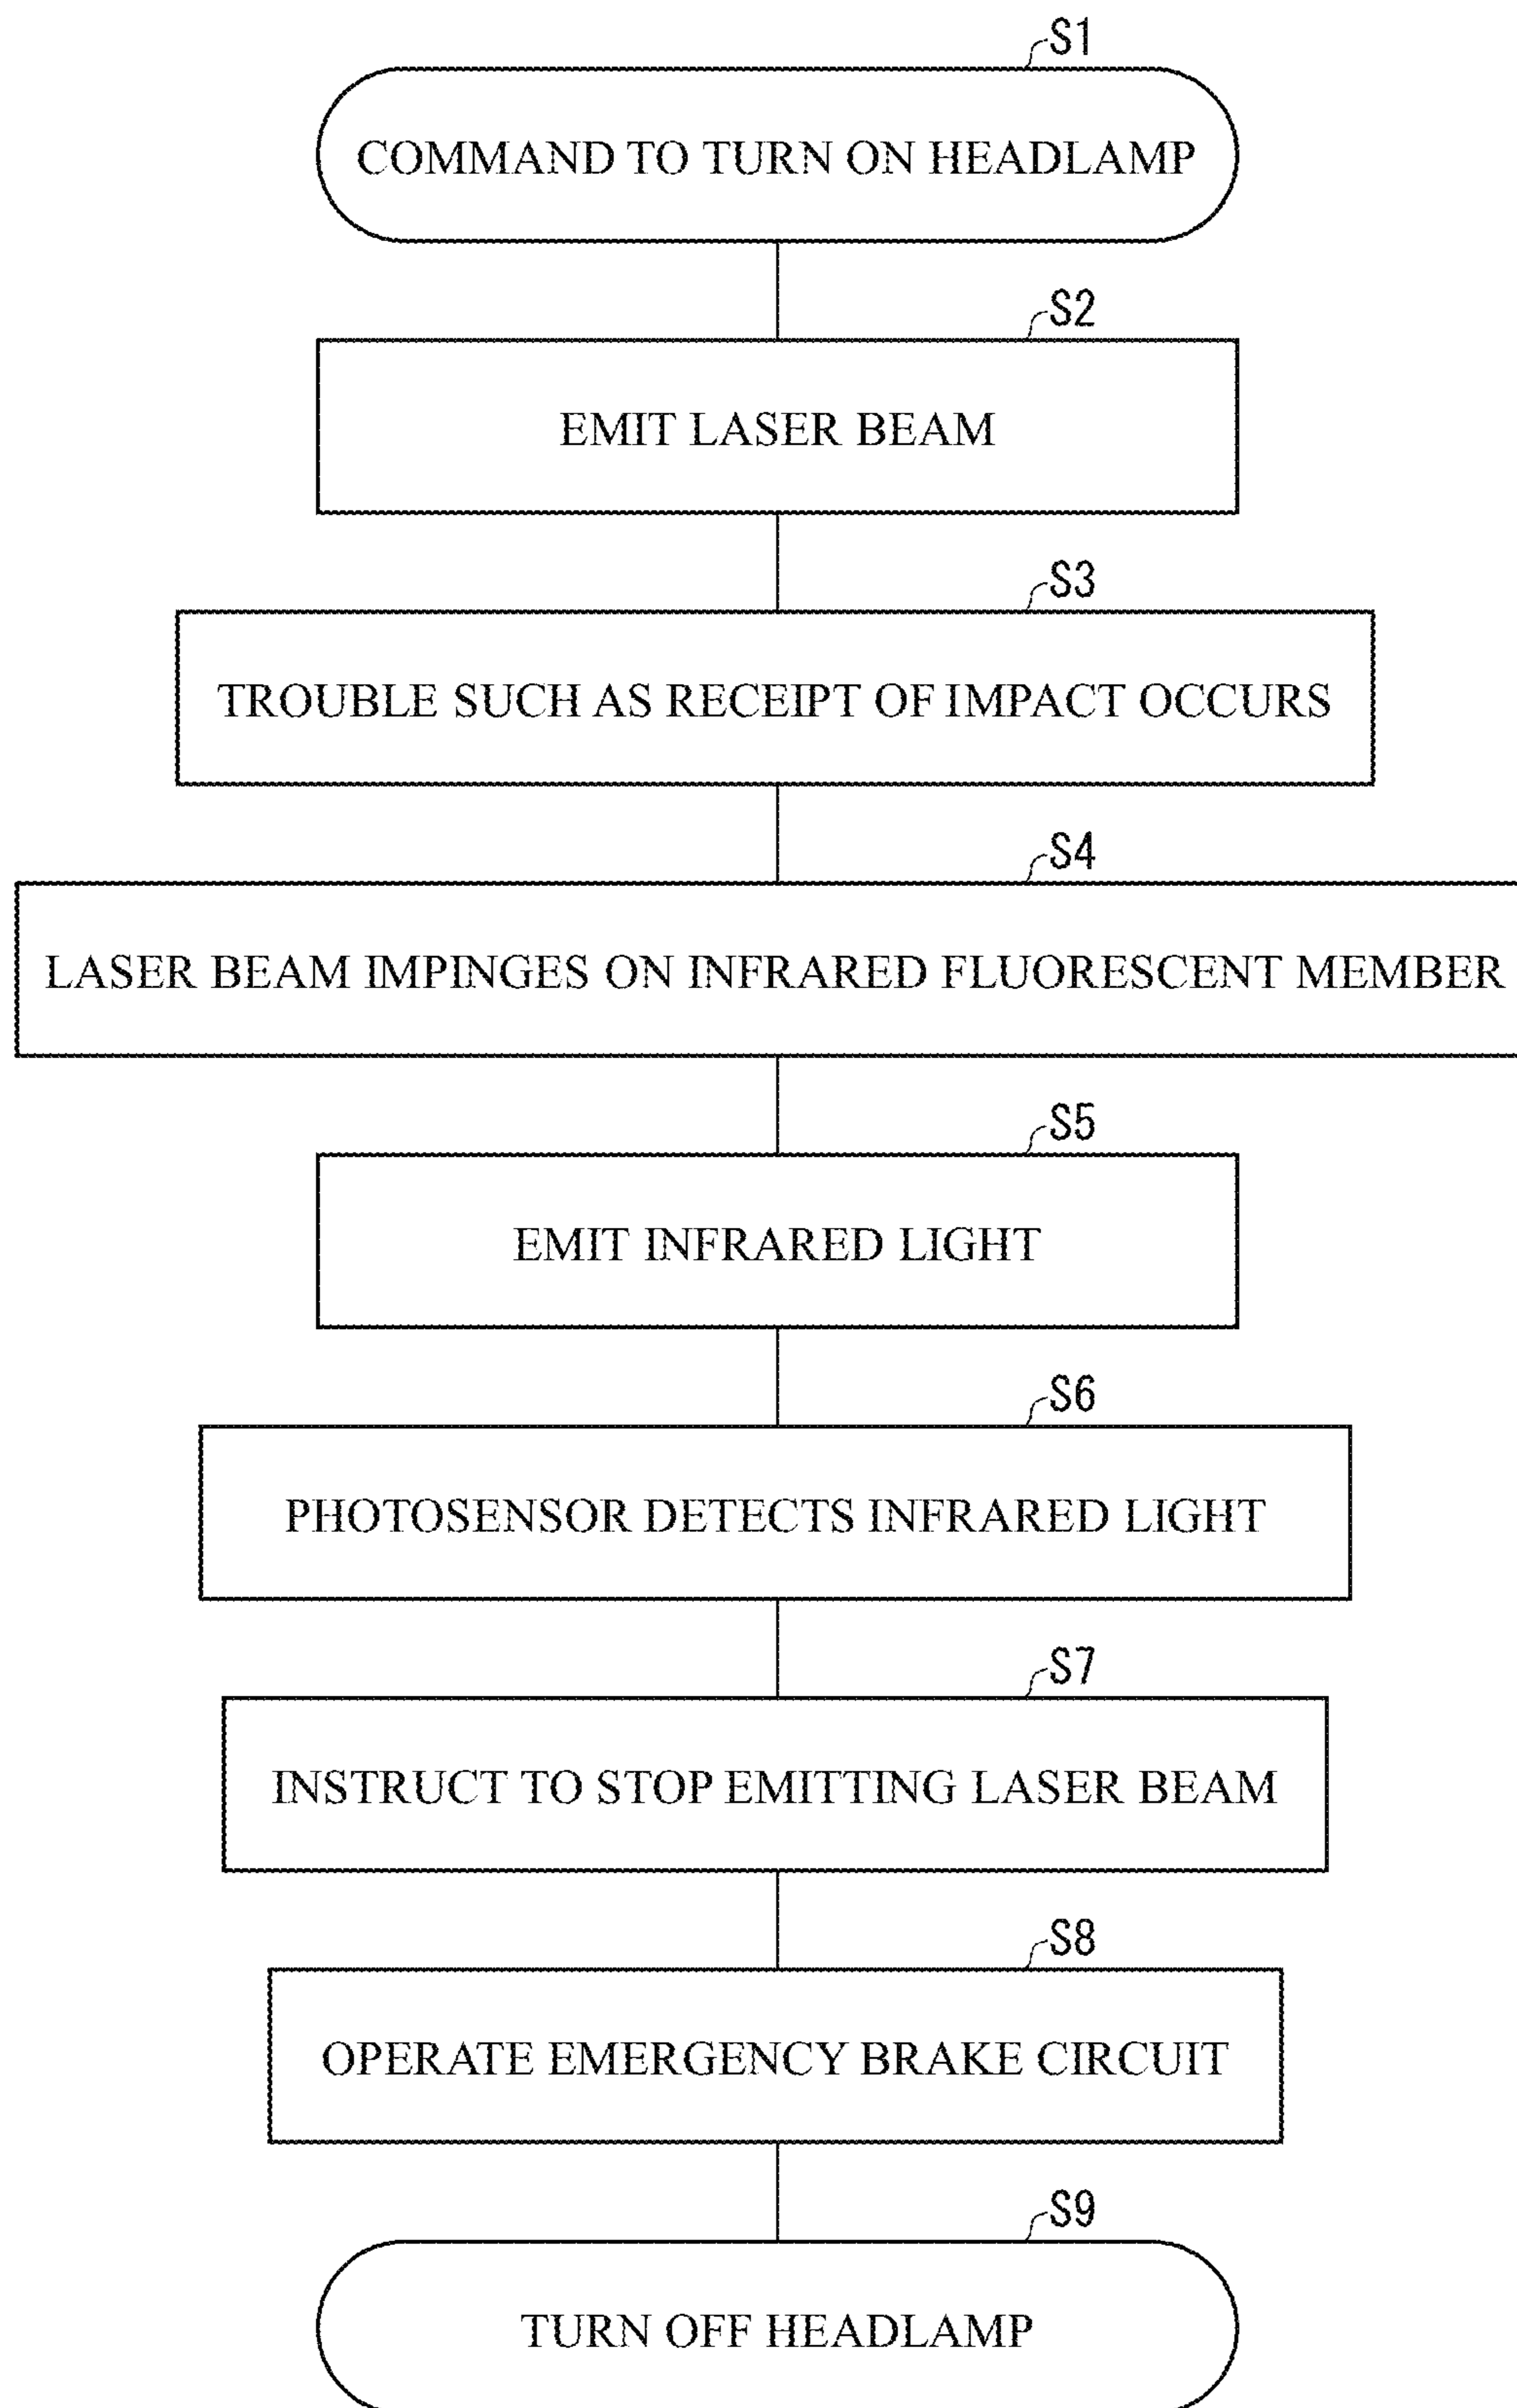 S1
COMMAND TO TURN ON HEADLAMP
S2
EMIT LASER BEAM
S3
TROUBLE SUCH AS RECEIPT OF IMPACT OCCURS
S4
LASER BEAM IMPINGES ON INFRARED FLUORESCENT MEMBER
S5
EMIT INFRARED LIGHT
S6
PHOTOSENSOR DETECTS INFRARED LIGHT
S7
INSTRUCT TO STOP EMITTING LASER BEAM
S8
OPERATE EMERGENCY BRAKE CIRCUIT
S9
TURN OFF HEADLAMP